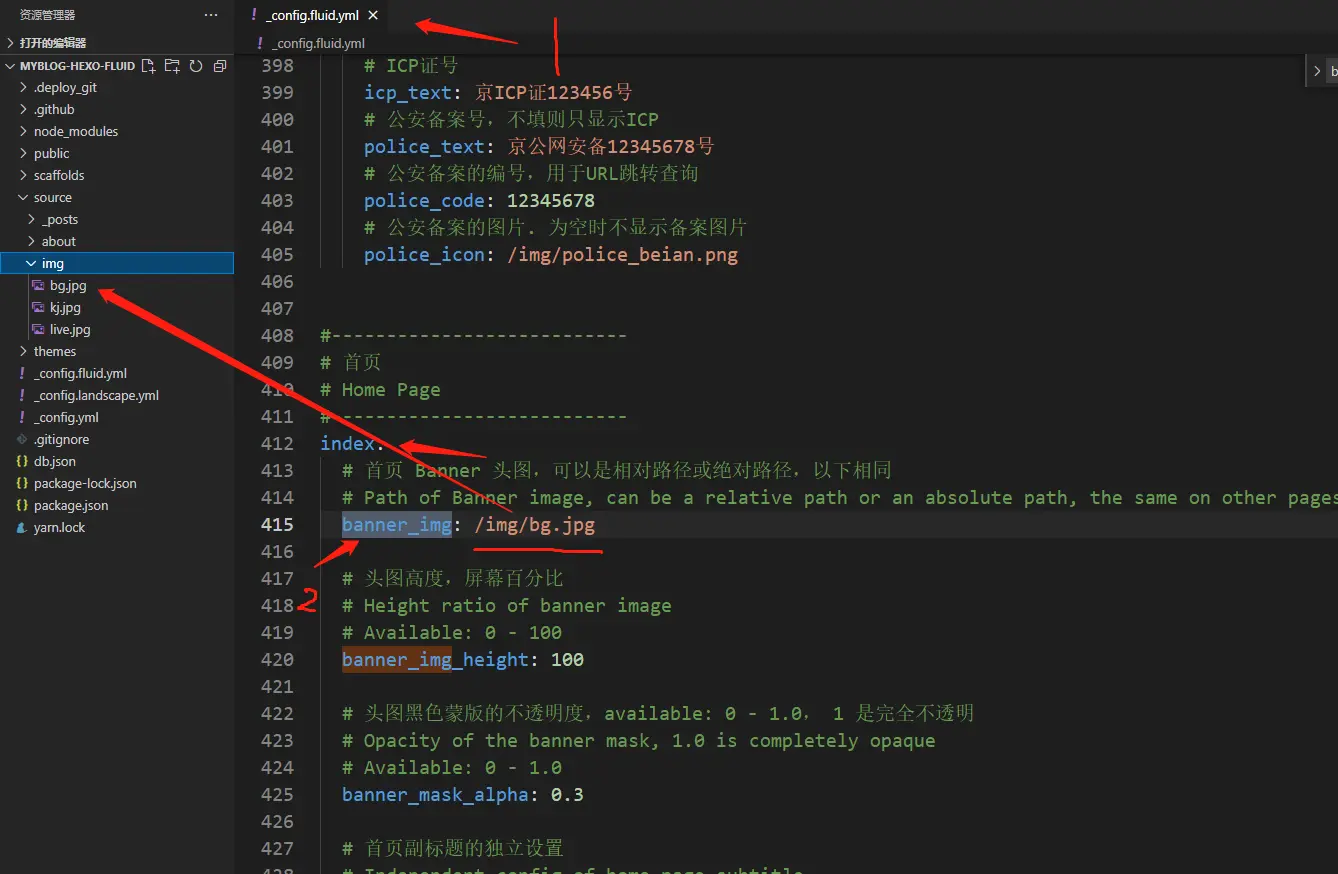 资源管理器
打开的编辑器
MYBLOG-HEXO-FLUID
.deploy_git
.github
node_modules
public
scaffolds
source
_posts
about
img
bg.jpg
kj.jpg
live.jpg
themes
_config.fluid.yml
_config.landscape.yml
_config.yml
.gitignore
db.json
package-lock.json
package.json
yarn.lock
_config.fluid.yml
_config.fluid.yml
1
b
398 # ICP证号
399 icp_text: 京ICP证123456号
400 # 公安备案号，不填则只显示ICP
401 police_text: 京公网安备12345678号
402 # 公安备案的编号，用于URL跳转查询
403 police_code: 12345678
404 # 公安备案的图片. 为空时不显示备案图片
405 police_icon: /img/police_beian.png
406
407
408 #---------------------------
409 # 首页
410 # Home Page
411 #---------------------------
412 index:
413 # 首页 Banner 头图，可以是相对路径或绝对路径，以下相同
414 # Path of Banner image, can be a relative path or an absolute path, the same on other pages
415 banner_img: /img/bg.jpg
416
417 # 头图高度，屏幕百分比
418 # Height ratio of banner image
2
419 # Available: 0 - 100
420 banner_img_height: 100
421
422 # 头图黑色蒙版的不透明度，available: 0 - 1.0， 1 是完全不透明
423 # Opacity of the banner mask, 1.0 is completely opaque
424 # Available: 0 - 1.0
425 banner_mask_alpha: 0.3
426
427 # 首页副标题的独立设置
428 # Independent config of home page subtitle